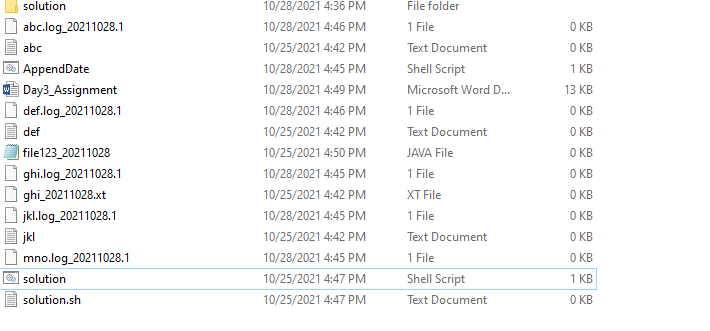 solution 10/28/2021 4:36 PM File folder
abc.log_20211028.1 10/28/2021 4:46 PM 1 File 0 KB
abc 10/25/2021 4:42 PM Text Document 0 KB
AppendDate 10/28/2021 4:45 PM Shell Script 1 KB
Day3_Assignment 10/28/2021 4:49 PM Microsoft Word D... 13 KB
def.log_20211028.1 10/28/2021 4:46 PM 1 File 0 KB
def 10/25/2021 4:42 PM Text Document 0 KB
file123_20211028 10/25/2021 4:50 PM JAVA File 0 KB
ghi.log_20211028.1 10/28/2021 4:45 PM 1 File 0 KB
ghi_20211028.xt 10/25/2021 4:42 PM XT File 0 KB
jkl.log_20211028.1 10/28/2021 4:45 PM 1 File 0 KB
jkl 10/25/2021 4:42 PM Text Document 0 KB
mno.log_20211028.1 10/28/2021 4:45 PM 1 File 0 KB
solution 10/25/2021 4:47 PM Shell Script 1 KB
solution.sh 10/25/2021 4:47 PM Text Document 0 KB